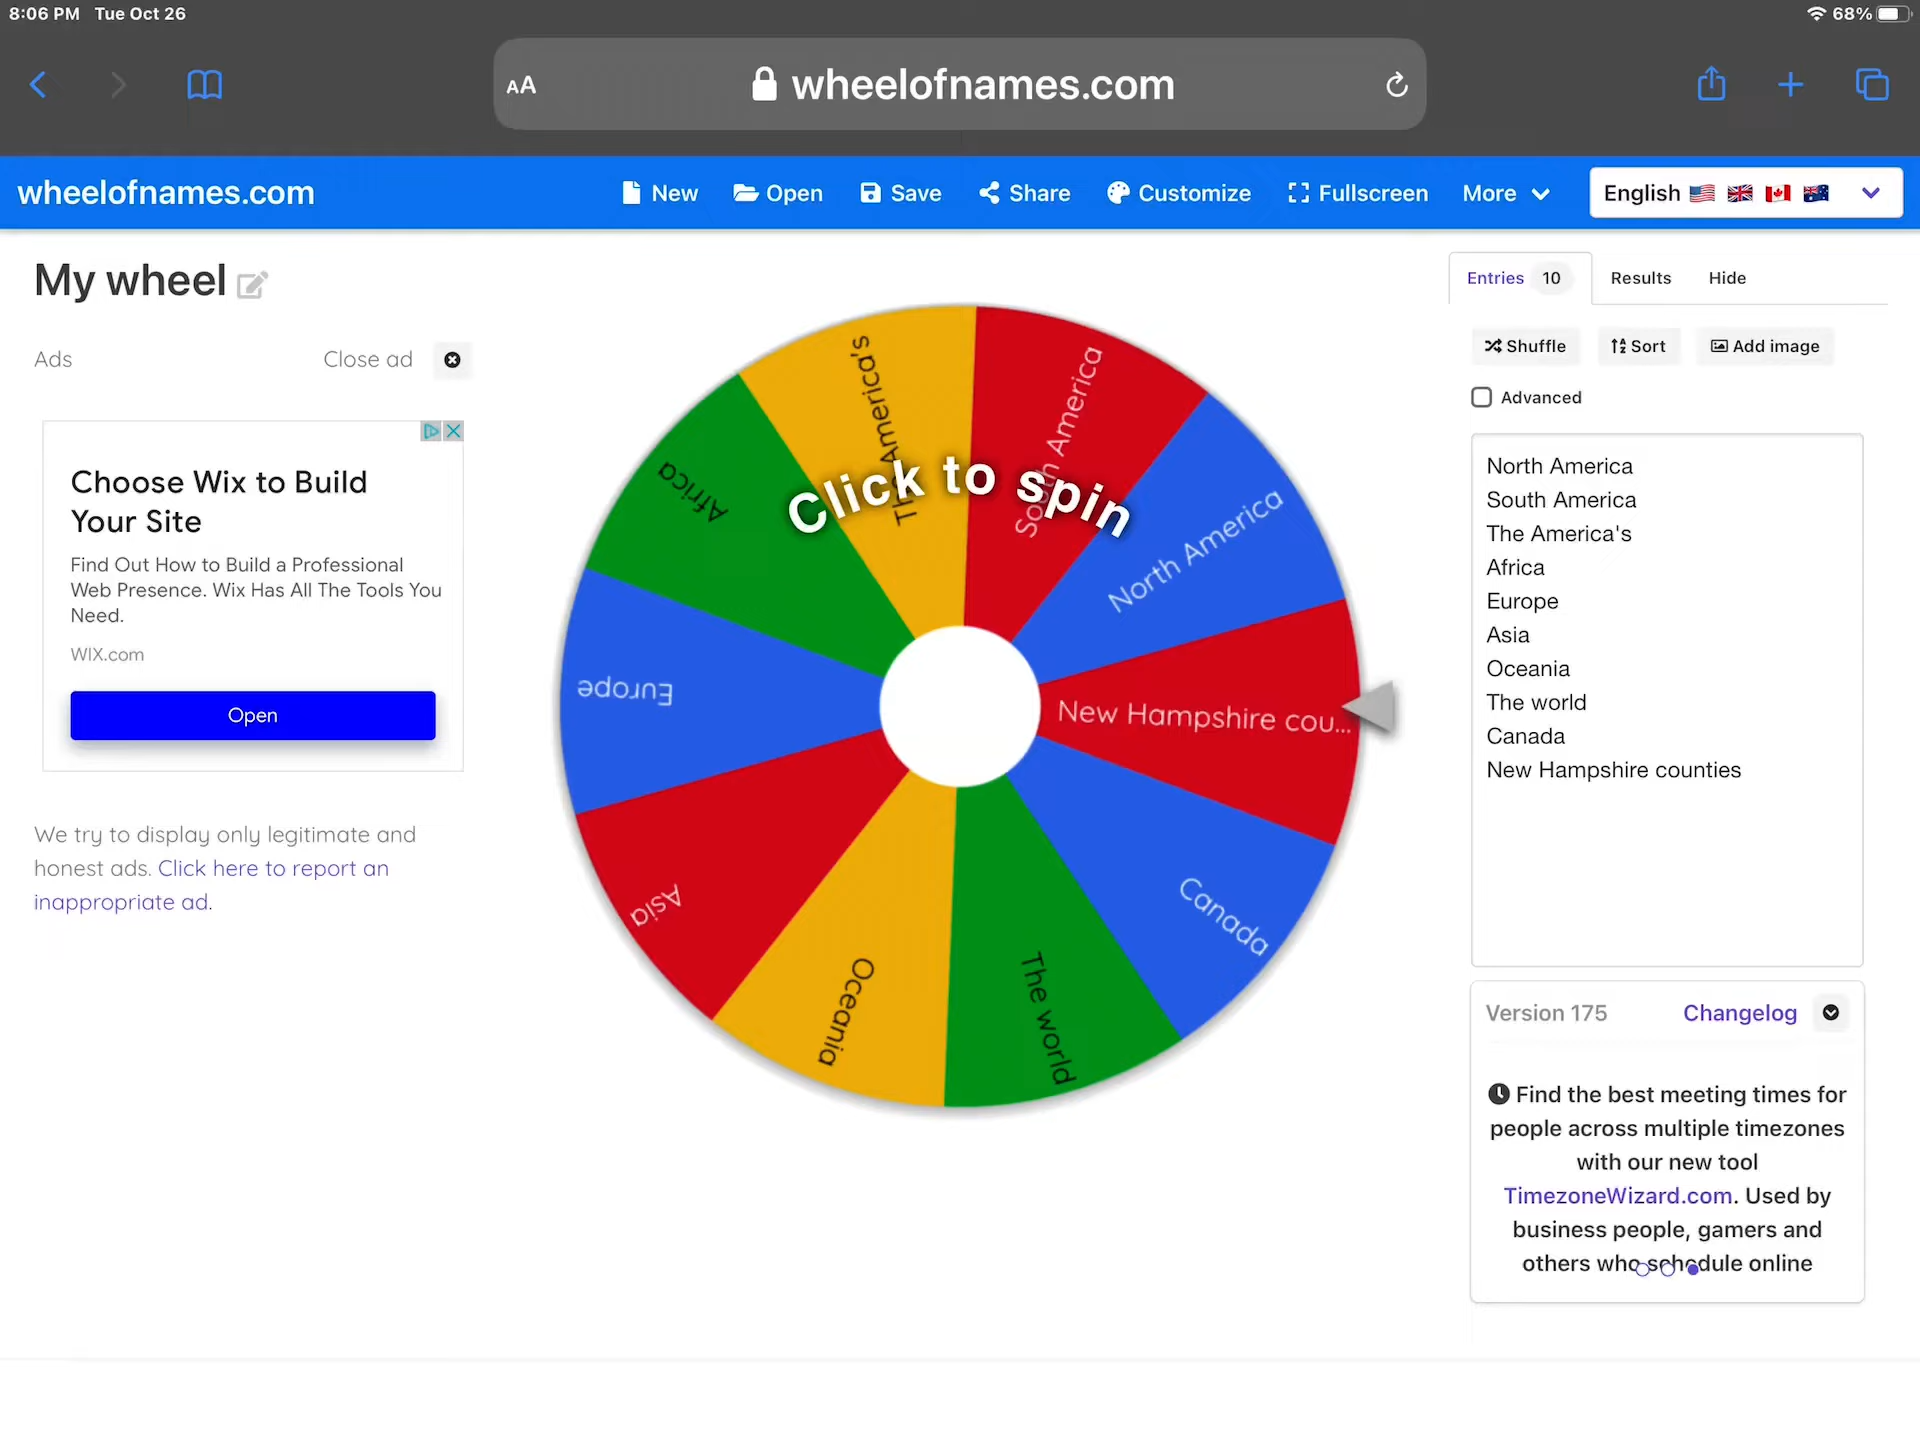 8:06 PM Tue Oct 26
68%
AA
wheelofnames.com
wheelofnames.com
New
Open
Save
Share
Customize
Fullscreen
More
English
My wheel
Ads
Close ad
Choose Wix to Build
Your Site
Find Out How to Build a Professional
Web Presence. Wix Has All The Tools You
Need.
WIX.com
Open
We try to display only legitimate and
honest ads. Click here to report an
inappropriate ad.
Click to spin
The America's
South America
North America
New Hampshire cou...
Canada
The world
Oceania
Asia
Europe
Africa
Entries 10
Results
Hide
Shuffle
Sort
Add image
Advanced
North America
South America
The America's
Africa
Europe
Asia
Oceania
The world
Canada
New Hampshire counties
Version 175
Changelog
Find the best meeting times for
people across multiple timezones
with our new tool
TimezoneWizard.com. Used by
business people, gamers and
others who schedule online